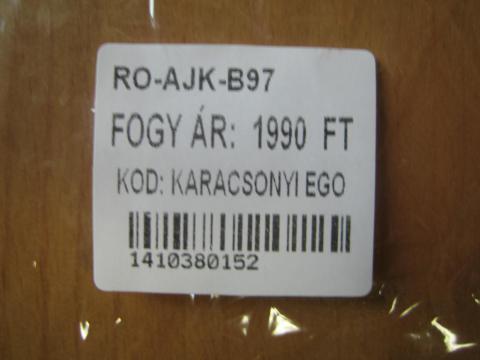 RO-AJK-B97
FOGY ÁR: 1990 FT
KOD: KARACSONYI EGO
1410380152